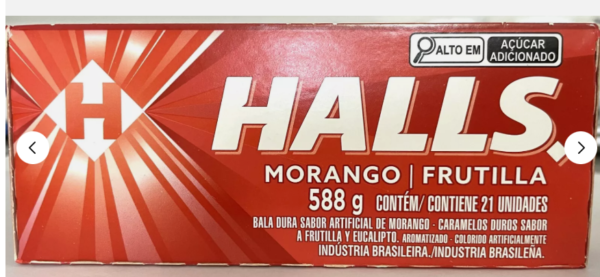 ALTO EM AÇÚCAR ADICIONADO
H
HALLS
MORANGO | FRUTILLA
588 g CONTÉM/ CONTIENE 21 UNIDADES
BALA DURA SABOR ARTIFICIAL DE MORANGO - CARAMELOS DUROS SABOR
A FRUTILLA Y EUCALIPTO. AROMATIZADO - COLORIDO ARTIFICIALMENTE
INDÚSTRIA BRASILEIRA./INDUSTRIA BRASILEÑA.